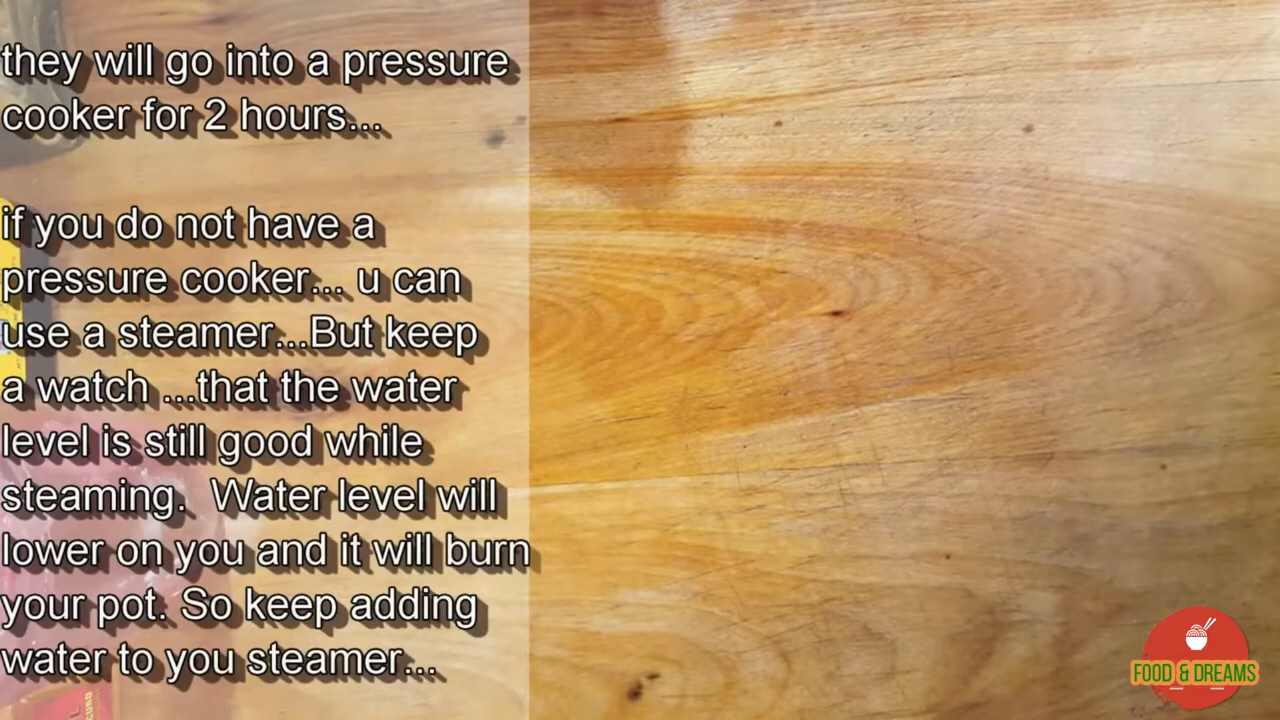 they will go into a pressure
cooker for 2 hours...
if you do not have a
pressure cooker... u can
use a steamer...But keep
a watch ...that the water
level is still good while
steaming.  Water level will
lower on you and it will burn
your pot. So keep adding
water to you steamer...
FOOD & DREAMS